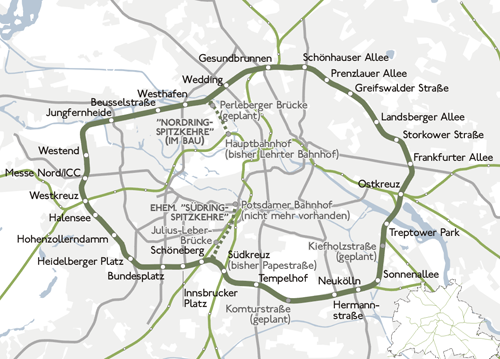 Gesundbrunnen
Schönhauser Allee
Prenzlauer Allee
Greifswalder Straße
Landsberger Allee
Storkower Straße
Frankfurter Allee
Ostkreuz
Treptower Park
Kiefholzstraße
(geplant)
Sonnenallee
Neukölln
Hermann-
straße
Tempelhof
Komturstraße
(geplant)
Südkreuz
(bisher Papestraße)
Innsbrucker
Platz
Schöneberg
Julius-Leber-
Brücke
Bundesplatz
Heidelberger Platz
Hohenzollerndamm
Halensee
Westkreuz
Messe Nord/ICC
Westend
Jungfernheide
Beusselstraße
Westhafen
Wedding
Perleberger Brücke
(geplant)
"NORDRING-
SPITZKEHRE"
(IM BAU)
Hauptbahnhof
(bisher Lehrter Bahnhof)
EHEM. "SÜDRING-
SPITZKEHRE"
Potsdamer Bahnhof
(nicht mehr vorhanden)